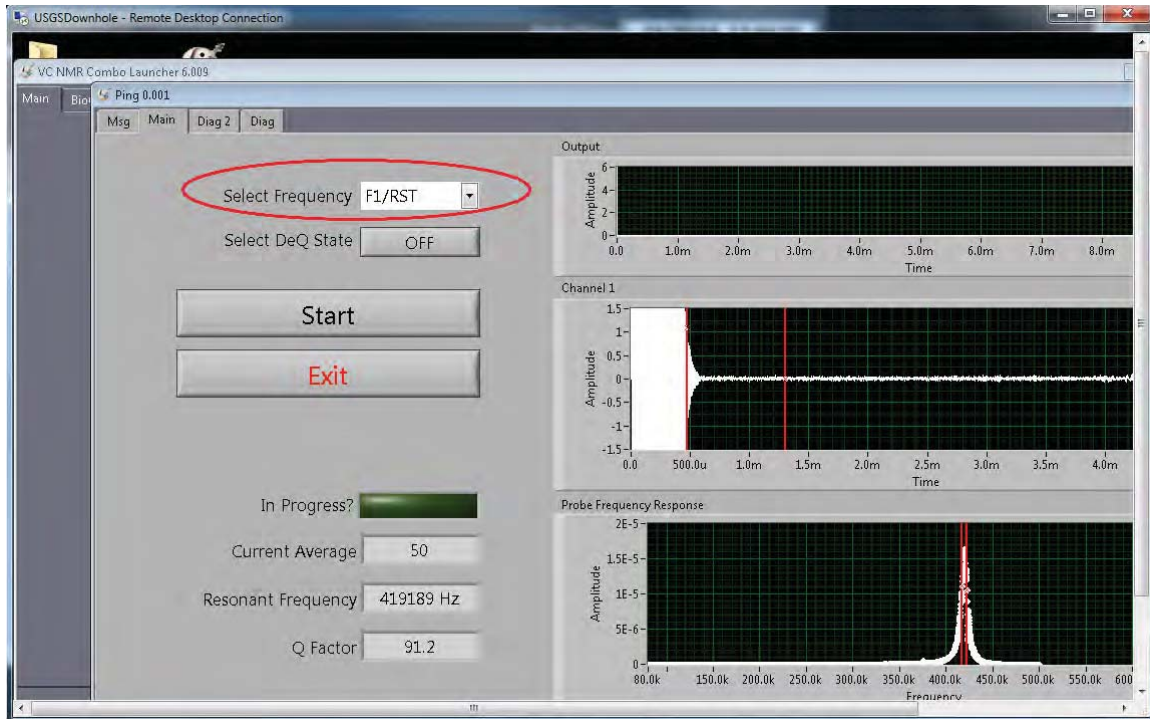 USGSDownhole - Remote Desktop Connection
VC NMR Combo Launcher 6.009
Main
Ping 0.001
Msg Main Diag 2 Diag
Select Frequency F1/RST
Select DeQ State OFF
Start
Exit
In Progress?
Current Average 50
Resonant Frequency 419189 Hz
Q Factor 91.2
Output
Amplitude
6
4
2
0
0.0 1.0m 2.0m 3.0m 4.0m 5.0m 6.0m 7.0m 8.0m
Time
Channel 1
Amplitude
1.5
1
0.5
0
-0.5
-1
-1.5
0.0 500.0u 1.0m 1.5m 2.0m 2.5m 3.0m 3.5m 4.0m
Time
Probe Frequency Response
Amplitude
2E-5
1.5E-5
1E-5
5E-6
0
80.0k 150.0k 200.0k 250.0k 300.0k 350.0k 400.0k 450.0k 500.0k 550.0k 600
Frequency